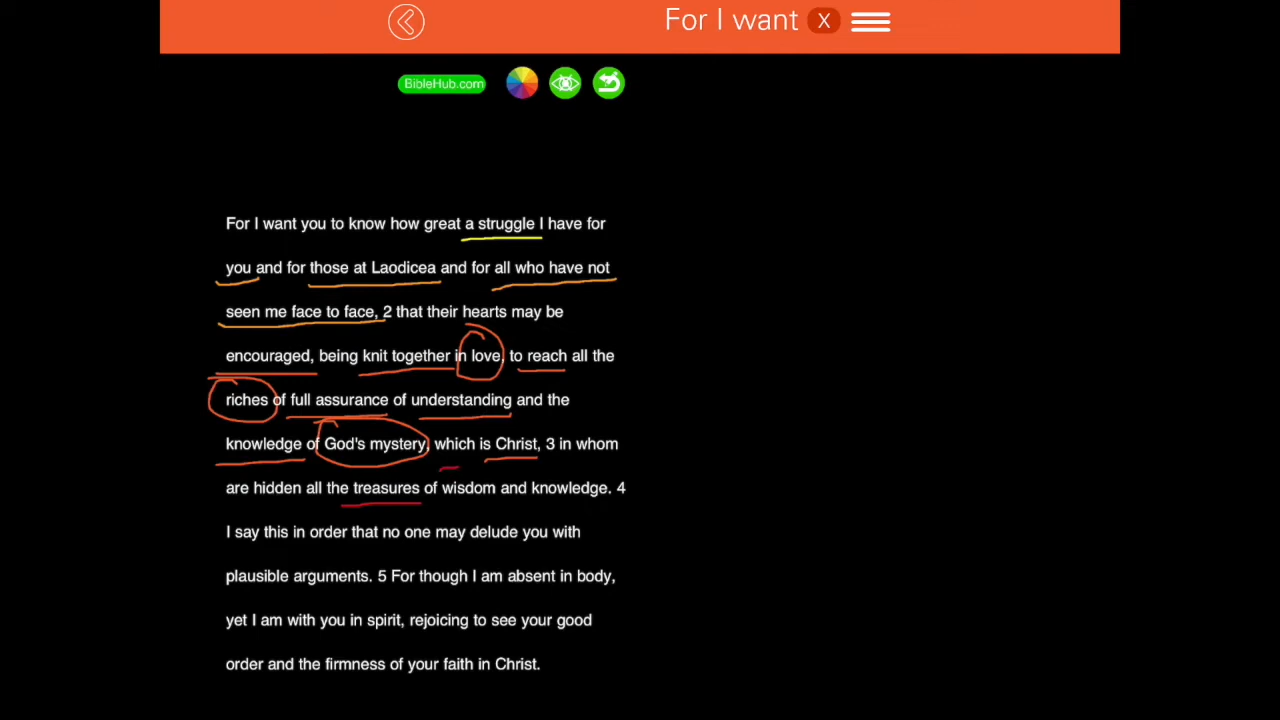 For I want X
BibleHub.com
For I want you to know how great a struggle I have for
you and for those at Laodicea and for all who have not
seen me face to face, 2 that their hearts may be
encouraged, being knit together in love, to reach all the
riches of full assurance of understanding and the
knowledge of God's mystery, which is Christ, 3 in whom
are hidden all the treasures of wisdom and knowledge. 4
I say this in order that no one may delude you with
plausible arguments. 5 For though I am absent in body,
yet I am with you in spirit, rejoicing to see your good
order and the firmness of your faith in Christ.